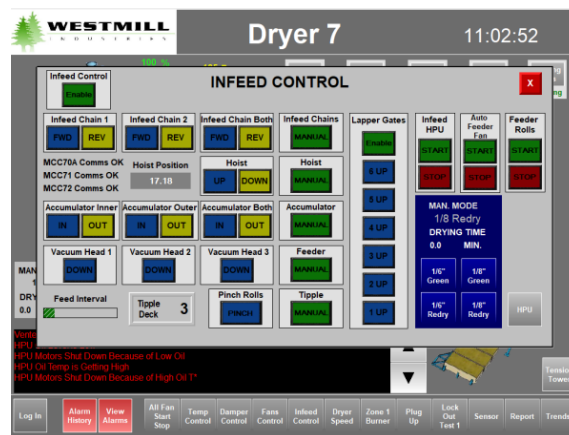 WESTMILL
INDUSTRIES
Dryer 7
11:02:52
100 %
Infeed Control
Enable
INFEED CONTROL
X
Infeed Chain 1
FWD REV
Infeed Chain 2
FWD REV
Infeed Chain Both
FWD REV
Infeed Chains
MANUAL
Lapper Gates
Enable
6 UP
5 UP
4 UP
3 UP
2 UP
1 UP
Infeed
HPU
START
STOP
Auto
Feeder
Fan
START
STOP
Feeder
Rolls
START
STOP
MCC70A Comms OK
MCC71 Comms OK
MCC72 Comms OK
Hoist Position
17.18
Hoist
UP DOWN
Hoist
MANUAL
Accumulator Inner
IN OUT
Accumulator Outer
IN OUT
Accumulator Both
IN OUT
Accumulator
MANUAL
MAN. MODE
1/8 Redry
DRYING TIME
0.0 MIN.
1/6"
Green
1/8"
Green
1/6"
Redry
1/8"
Redry
HPU
Vacuum Head 1
DOWN
Vacuum Head 2
DOWN
Vacuum Head 3
DOWN
Feeder
MANUAL
Feed Interval
Tipple
Deck 3
Pinch Rolls
PINCH
Tipple
MANUAL
MAN
DRY
0.0
HPU Motors Shut Down Because of Low Oil.
HPU Oil Temp is Getting High.
HPU Motors Shut Down Because of High Oil T°
Log In
Alarm
History
View
Alarms
All Fan
Start
Stop
Temp
Control
Damper
Control
Fans
Control
Infeed
Control
Dryer
Speed
Zone 1
Burner
Plug
Up
Lock
Out
Test 1
Sensor
Report
Trends